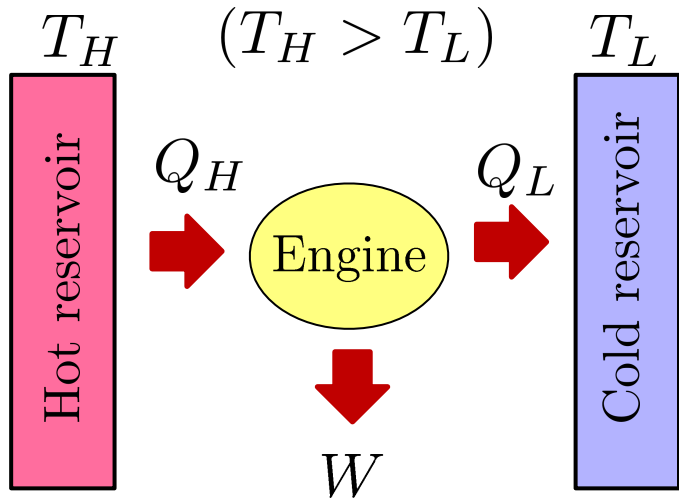 T_H
(T_H > T_L)
T_L
Hot reservoir
Q_H
Engine
Q_L
Cold reservoir
W